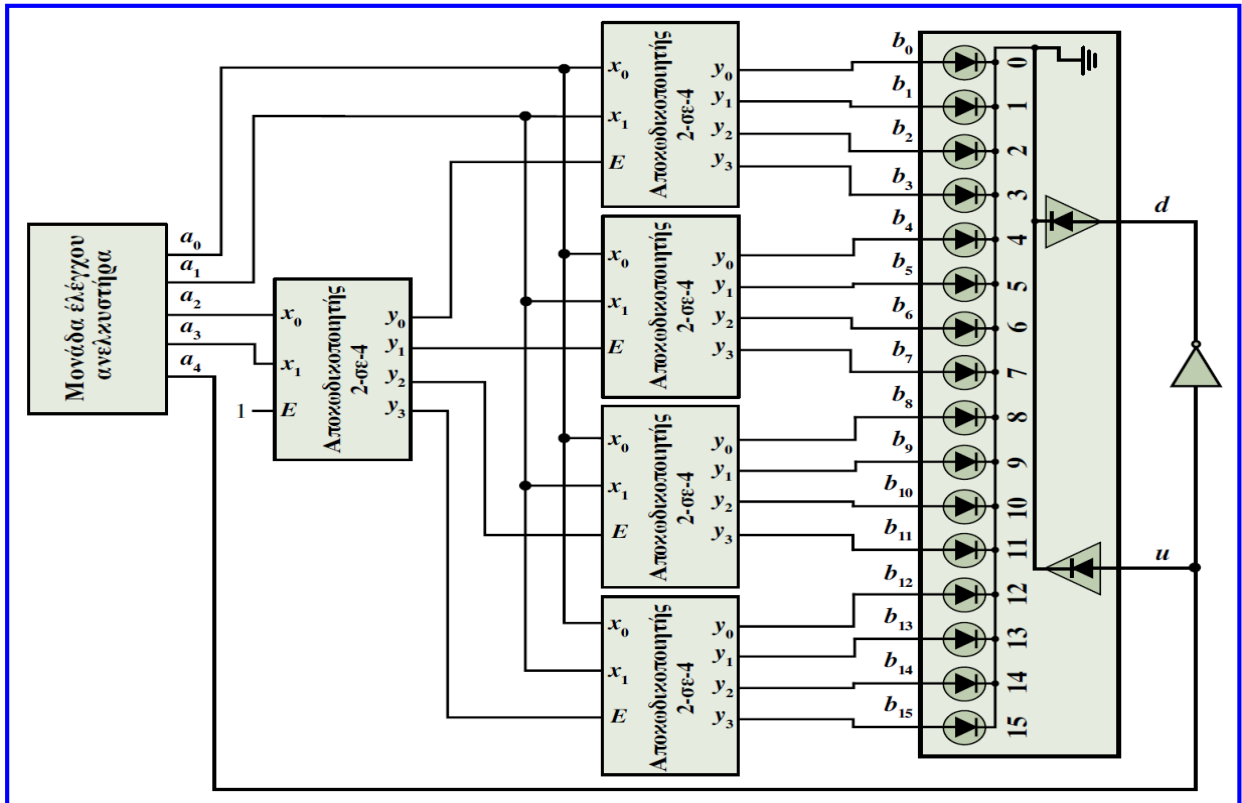 Μονάδα έλέγχου
ανελκυστήρα
a0
a1
a2
a3
a4
x0
x1
1
E
Αποκωδικοποιητής
2-σε-4
y0
y1
y2
y3
x0
x1
E
Αποκωδικοποιητής
2-σε-4
y0
y1
y2
y3
x0
x1
E
Αποκωδικοποιητής
2-σε-4
y0
y1
y2
y3
x0
x1
E
Αποκωδικοποιητής
2-σε-4
y0
y1
y2
y3
x0
x1
E
Αποκωδικοποιητής
2-σε-4
y0
y1
y2
y3
b0
b1
b2
b3
b4
b5
b6
b7
b8
b9
b10
b11
b12
b13
b14
b15
0
1
2
3
4
5
6
7
8
9
10
11
12
13
14
15
d
u